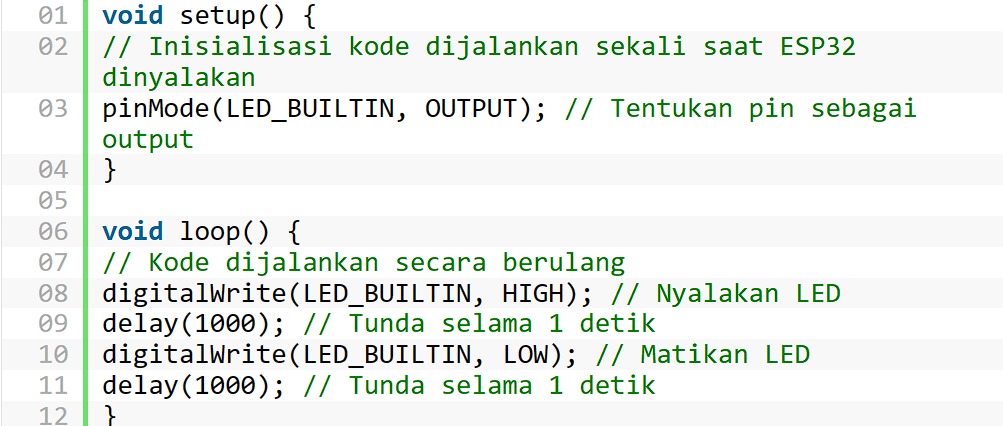 01 void setup() {
02 // Inisialisasi kode dijalankan sekali saat ESP32
dinyalakan
03 pinMode(LED_BUILTIN, OUTPUT); // Tentukan pin sebagai
output
04 }
05
06 void loop() {
07 // Kode dijalankan secara berulang
08 digitalWrite(LED_BUILTIN, HIGH); // Nyalakan LED
09 delay(1000); // Tunda selama 1 detik
10 digitalWrite(LED_BUILTIN, LOW); // Matikan LED
11 delay(1000); // Tunda selama 1 detik
12 }